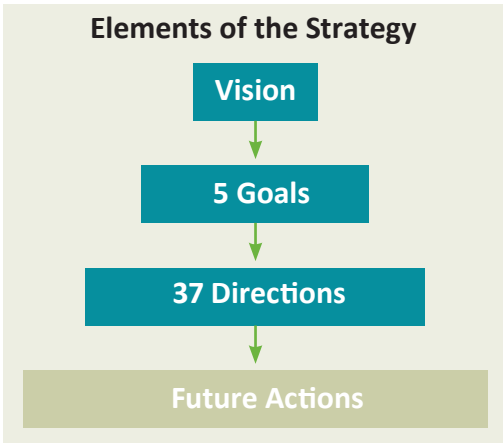 Elements of the Strategy
Vision
5 Goals
37 Directions
Future Actions